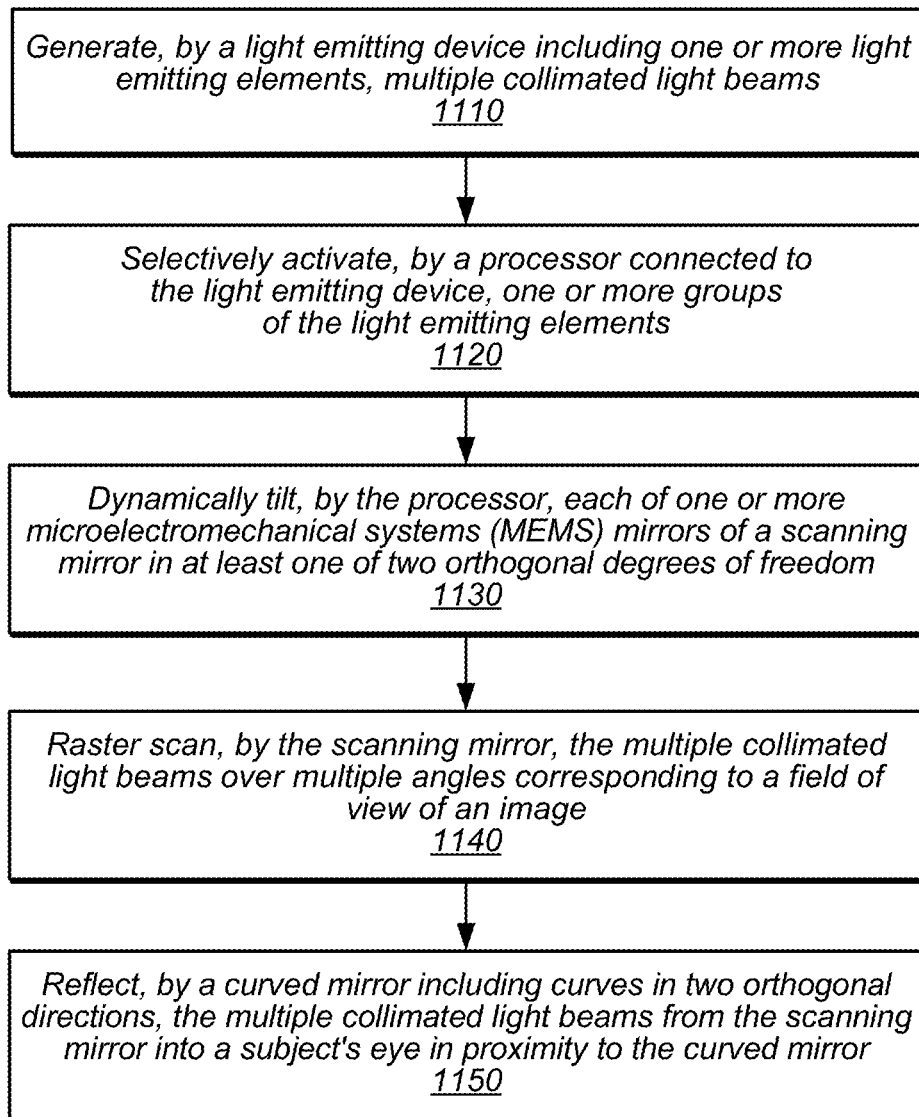 Generate, by a light emitting device including one or more light
emitting elements, multiple collimated light beams
1110
Selectively activate, by a processor connected to
the light emitting device, one or more groups
of the light emitting elements
1120
Dynamically tilt, by the processor, each of one or more
microelectromechanical systems (MEMS) mirrors of a scanning
mirror in at least one of two orthogonal degrees of freedom
1130
Raster scan, by the scanning mirror, the multiple collimated
light beams over multiple angles corresponding to a field of
view of an image
1140
Reflect, by a curved mirror including curves in two orthogonal
directions, the multiple collimated light beams from the scanning
mirror into a subject's eye in proximity to the curved mirror
1150